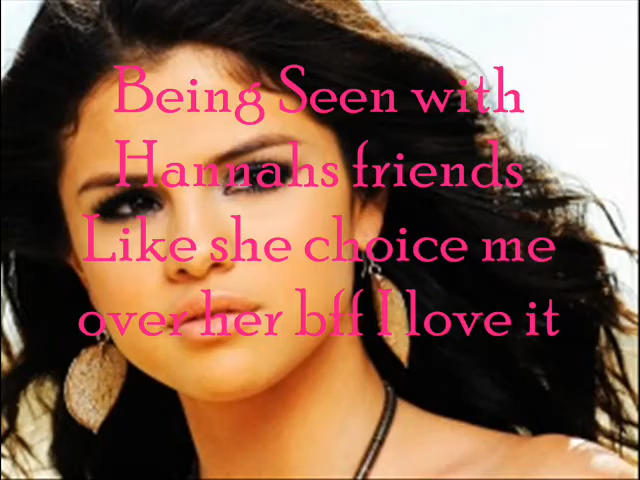 Being Seen with
Hannahs friends
Like she choice me
over her bff I love it